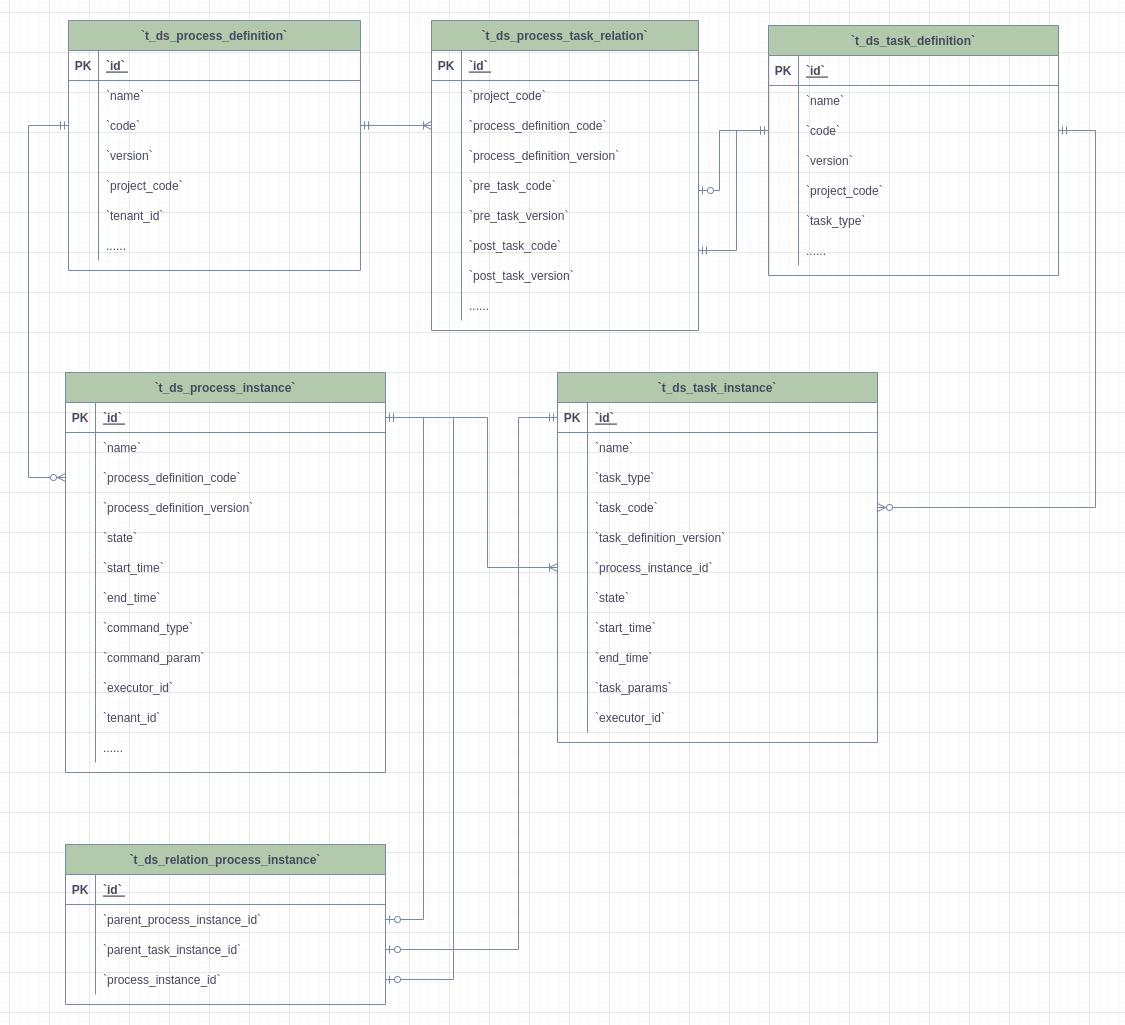 `t_ds_process_definition`
PK `id`
`name`
`code`
`version`
`project_code`
`tenant_id`
......
`t_ds_process_task_relation`
PK `id`
`project_code`
`process_definition_code`
`process_definition_version`
`pre_task_code`
`pre_task_version`
`post_task_code`
`post_task_version`
......
`t_ds_task_definition`
PK `id`
`name`
`code`
`version`
`project_code`
`task_type`
......
`t_ds_process_instance`
PK `id`
`name`
`process_definition_code`
`process_definition_version`
`state`
`start_time`
`end_time`
`command_type`
`command_param`
`executor_id`
`tenant_id`
......
`t_ds_task_instance`
PK `id`
`name`
`task_type`
`task_code`
`task_definition_version`
`process_instance_id`
`state`
`start_time`
`end_time`
`task_params`
`executor_id`
`t_ds_relation_process_instance`
PK `id`
`parent_process_instance_id`
`parent_task_instance_id`
`process_instance_id`